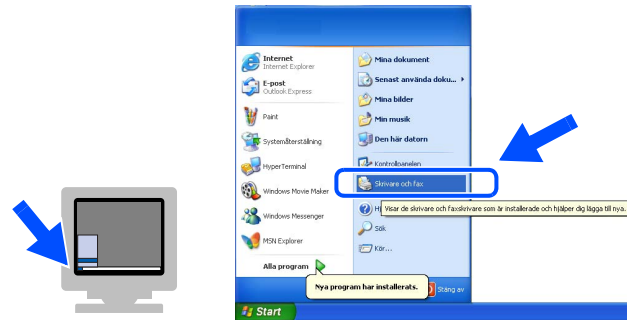 Internet
Internet Explorer
E-post
Outlook Express
Paint
Systemåterställning
HyperTerminal
Windows Movie Maker
Windows Messenger
MSN Explorer
Alla program
Mina dokument
Senast använda doku...
Mina bilder
Min musik
Den här datorn
Kontrollpanelen
Skrivare och fax
Visar de skrivare och faxskrivare som är installerade och hjälper dig lägga till nya.
Sök
Kör...
Nya program har installerats.
Stäng av
Start